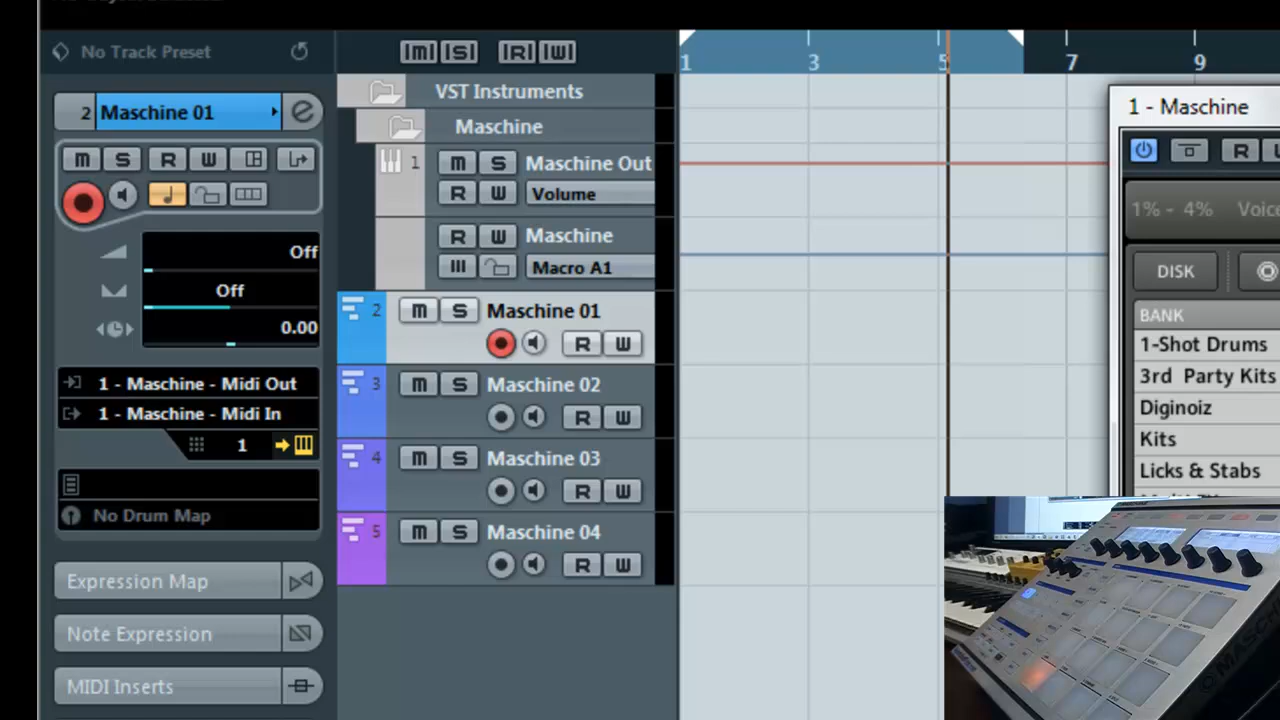 No Track Preset
M S R W
1 3 5 7 9
VST Instruments
2 Maschine 01 e
Maschine
1 - Maschine
M S R W
1 M S Maschine Out
R W Volume
R
1% - 4% Voice
R W Maschine
Off
Macro A1
DISK
Off
0.00
2 M S Maschine 01
R W
BANK
1-Shot Drums
3rd Party Kits
Diginoiz
Kits
Licks & Stabs
1 - Maschine - Midi Out
1 - Maschine - Midi In
1
3 M S Maschine 02
R W
4 M S Maschine 03
R W
No Drum Map
5 M S Maschine 04
R W
Expression Map
Note Expression
MIDI Inserts
MASCHINE